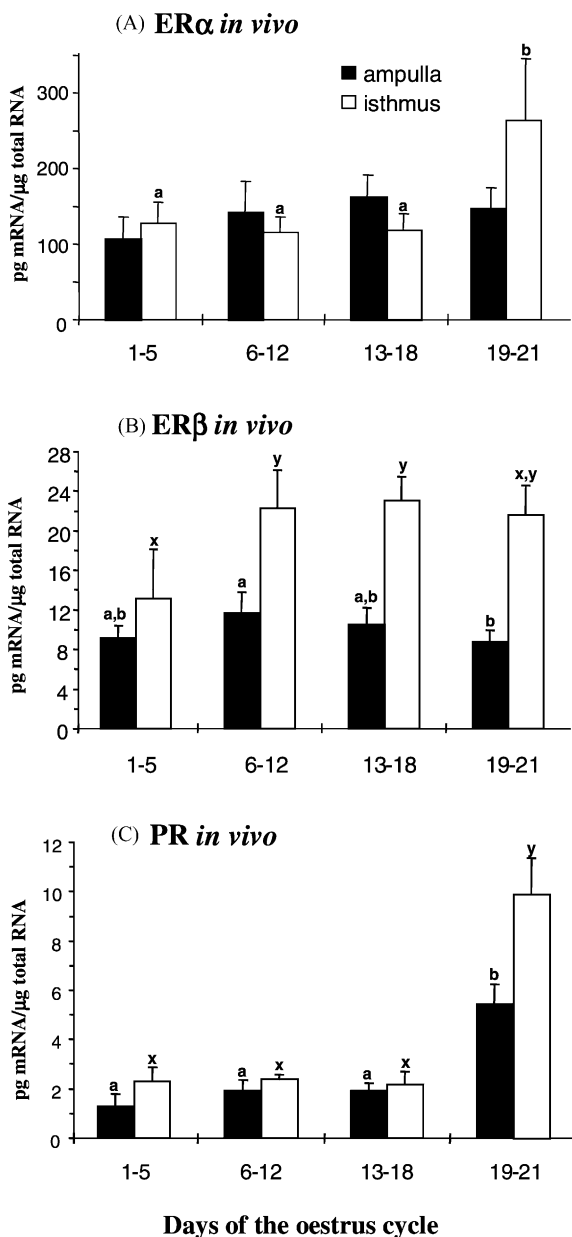 (A) ERα in vivo
ampulla
isthmus
pg mRNA/µg total RNA
300
200
100
0
a
a
a
b
1-5
6-12
13-18
19-21
(B) ERβ in vivo
pg mRNA/µg total RNA
28
24
20
16
12
8
4
0
a,b
x
a
y
a,b
y
b
x,y
1-5
6-12
13-18
19-21
(C) PR in vivo
pg mRNA/µg total RNA
12
10
8
6
4
2
0
a
x
a
x
a
x
b
y
1-5
6-12
13-18
19-21
Days of the oestrus cycle